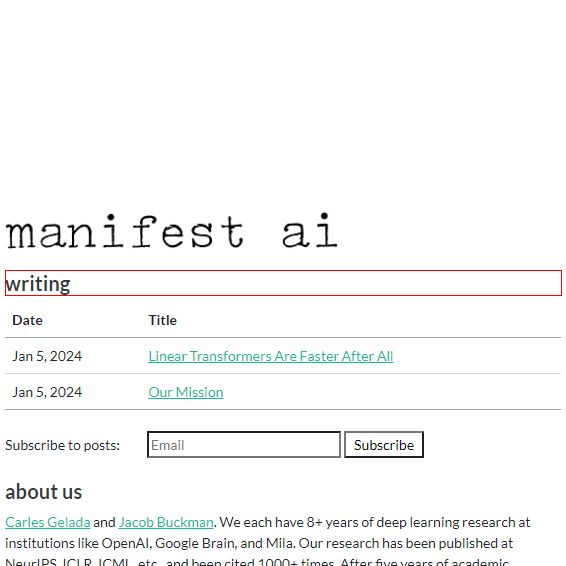 manifest ai
writing
Date Title
Jan 5, 2024 Linear Transformers Are Faster After All
Jan 5, 2024 Our Mission
Subscribe to posts: Email Subscribe
about us
Carles Gelada and Jacob Buckman. We each have 8+ years of deep learning research at
institutions like OpenAI, Google Brain, and Mila. Our research has been published at
NeurIPS, ICLR, ICML, etc., and been cited 1000+ times. After five years of academic